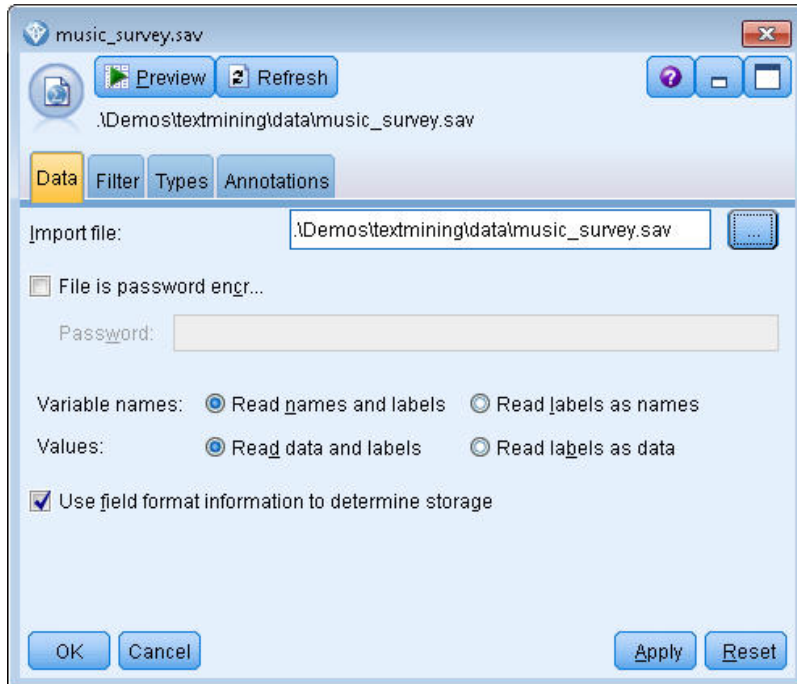 music_survey.sav
Preview Refresh
.\Demos\textmining\data\music_survey.sav
Data Filter Types Annotations
Import file: .\Demos\textmining\data\music_survey.sav ...
File is password encr...
Password:
Variable names: Read names and labels Read labels as names
Values: Read data and labels Read labels as data
Use field format information to determine storage
OK Cancel Apply Reset